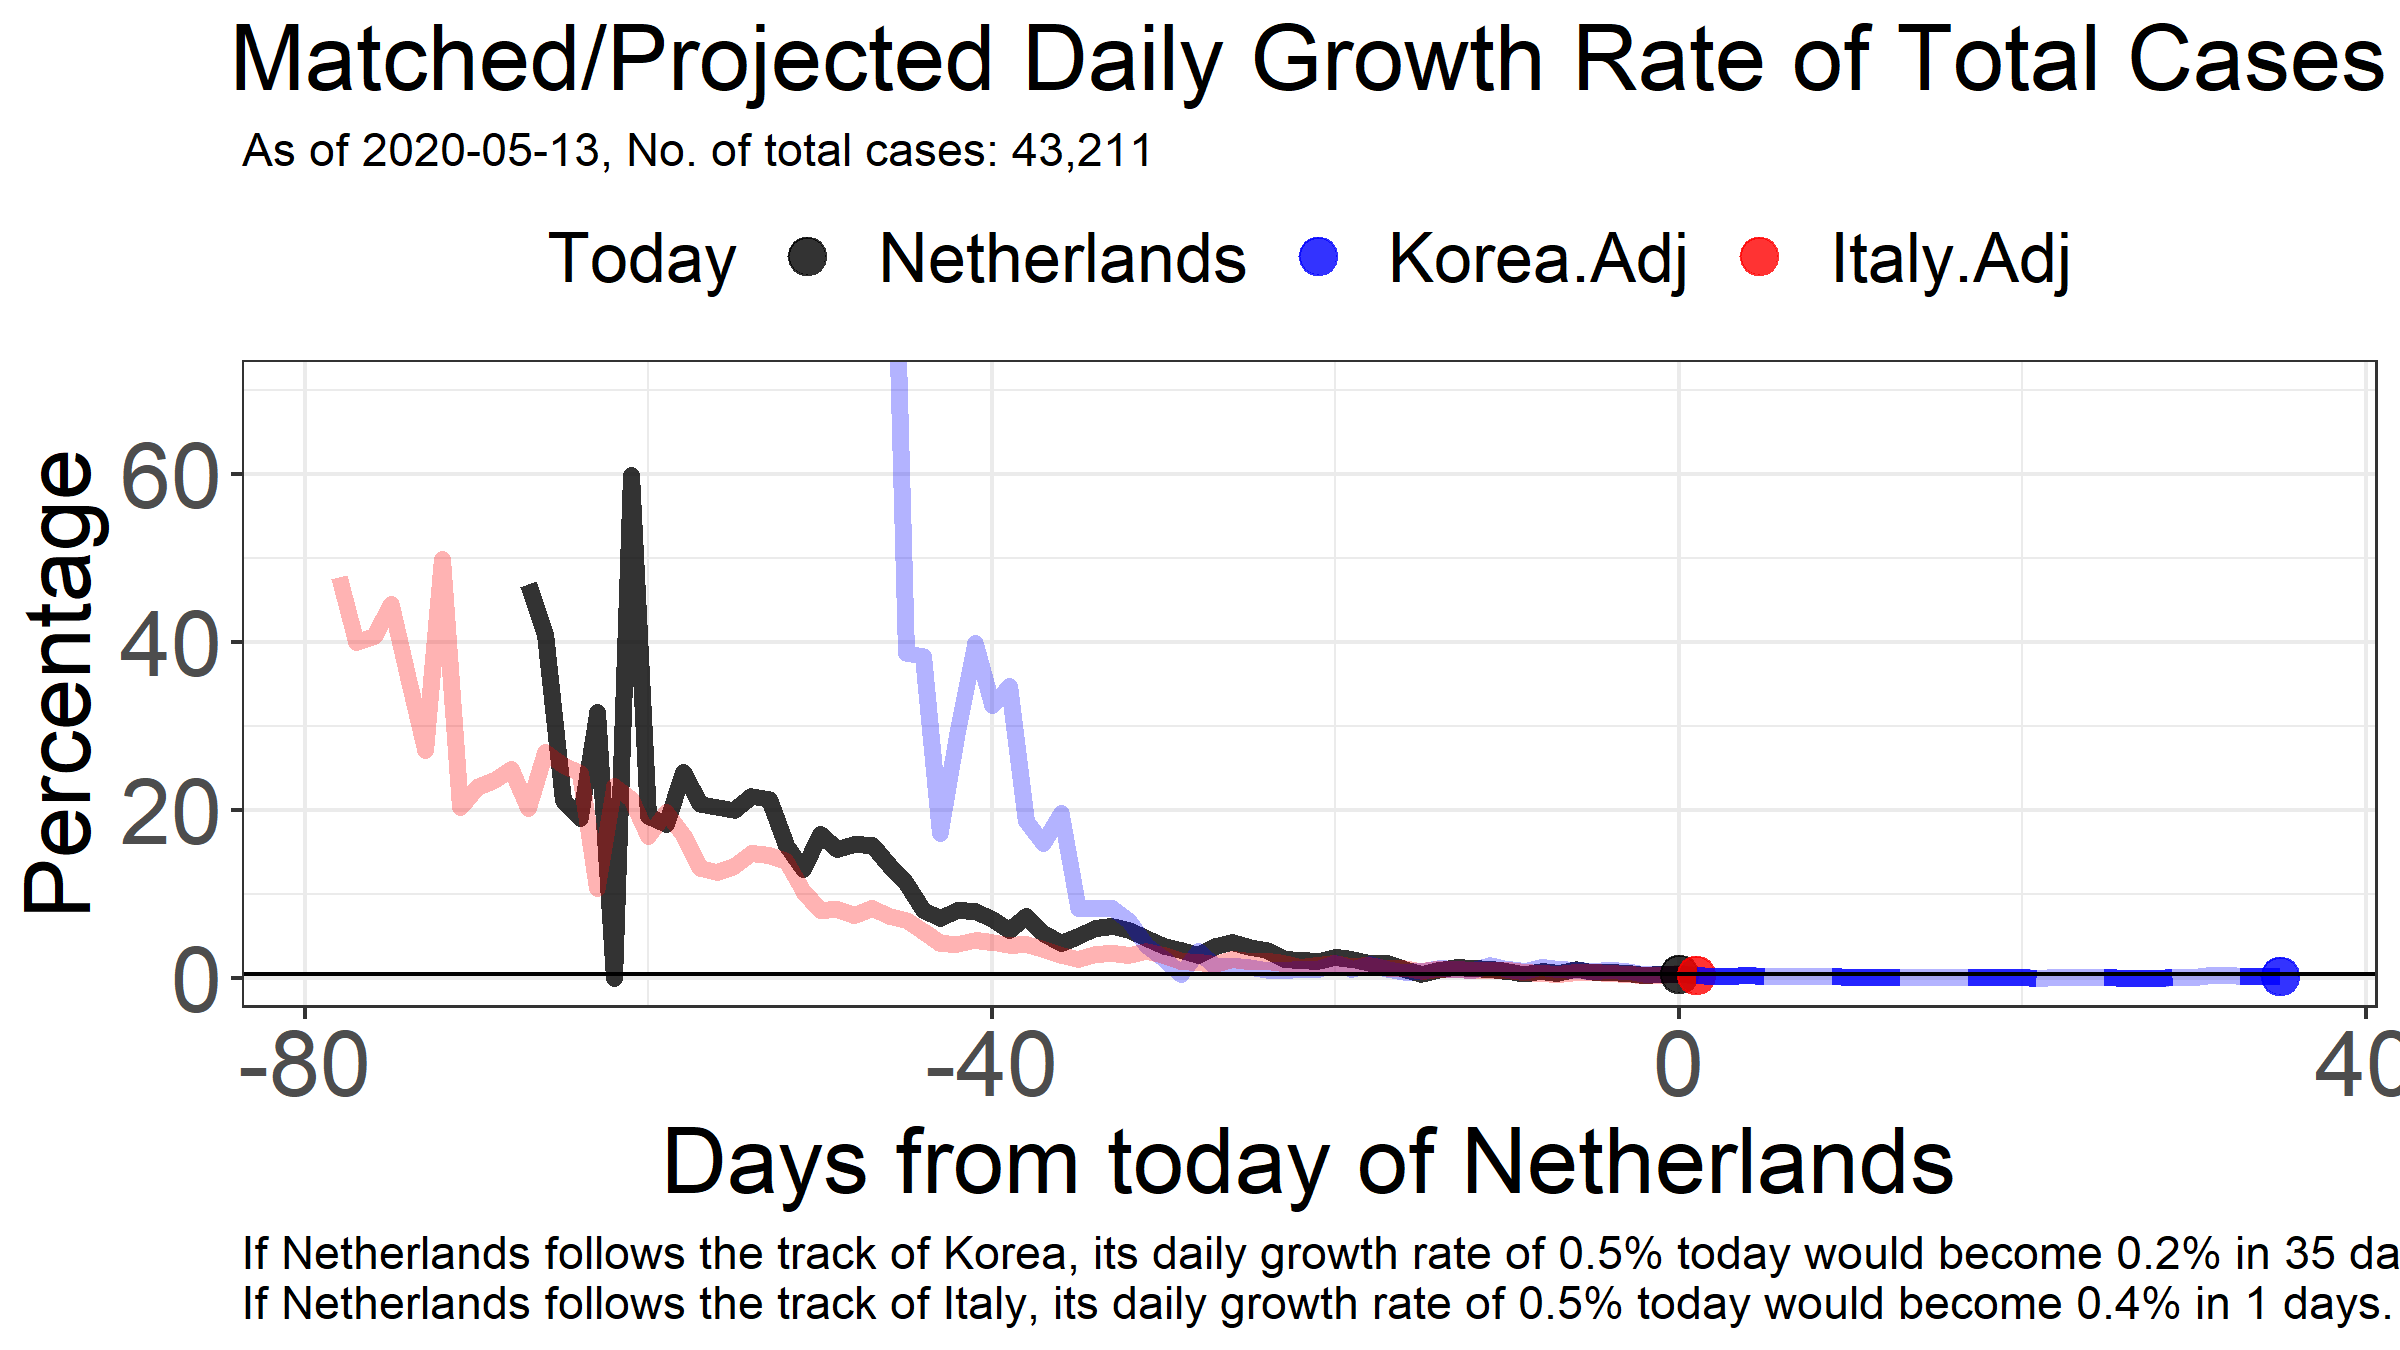 Matched/Projected Daily Growth Rate of Total Cases
As of 2020-05-13, No. of total cases: 43,211
Today Netherlands Korea.Adj Italy.Adj
Percentage
60
40
20
0
-80 -40 0 40
Days from today of Netherlands
If Netherlands follows the track of Korea, its daily growth rate of 0.5% today would become 0.2% in 35 da
If Netherlands follows the track of Italy, its daily growth rate of 0.5% today would become 0.4% in 1 days.